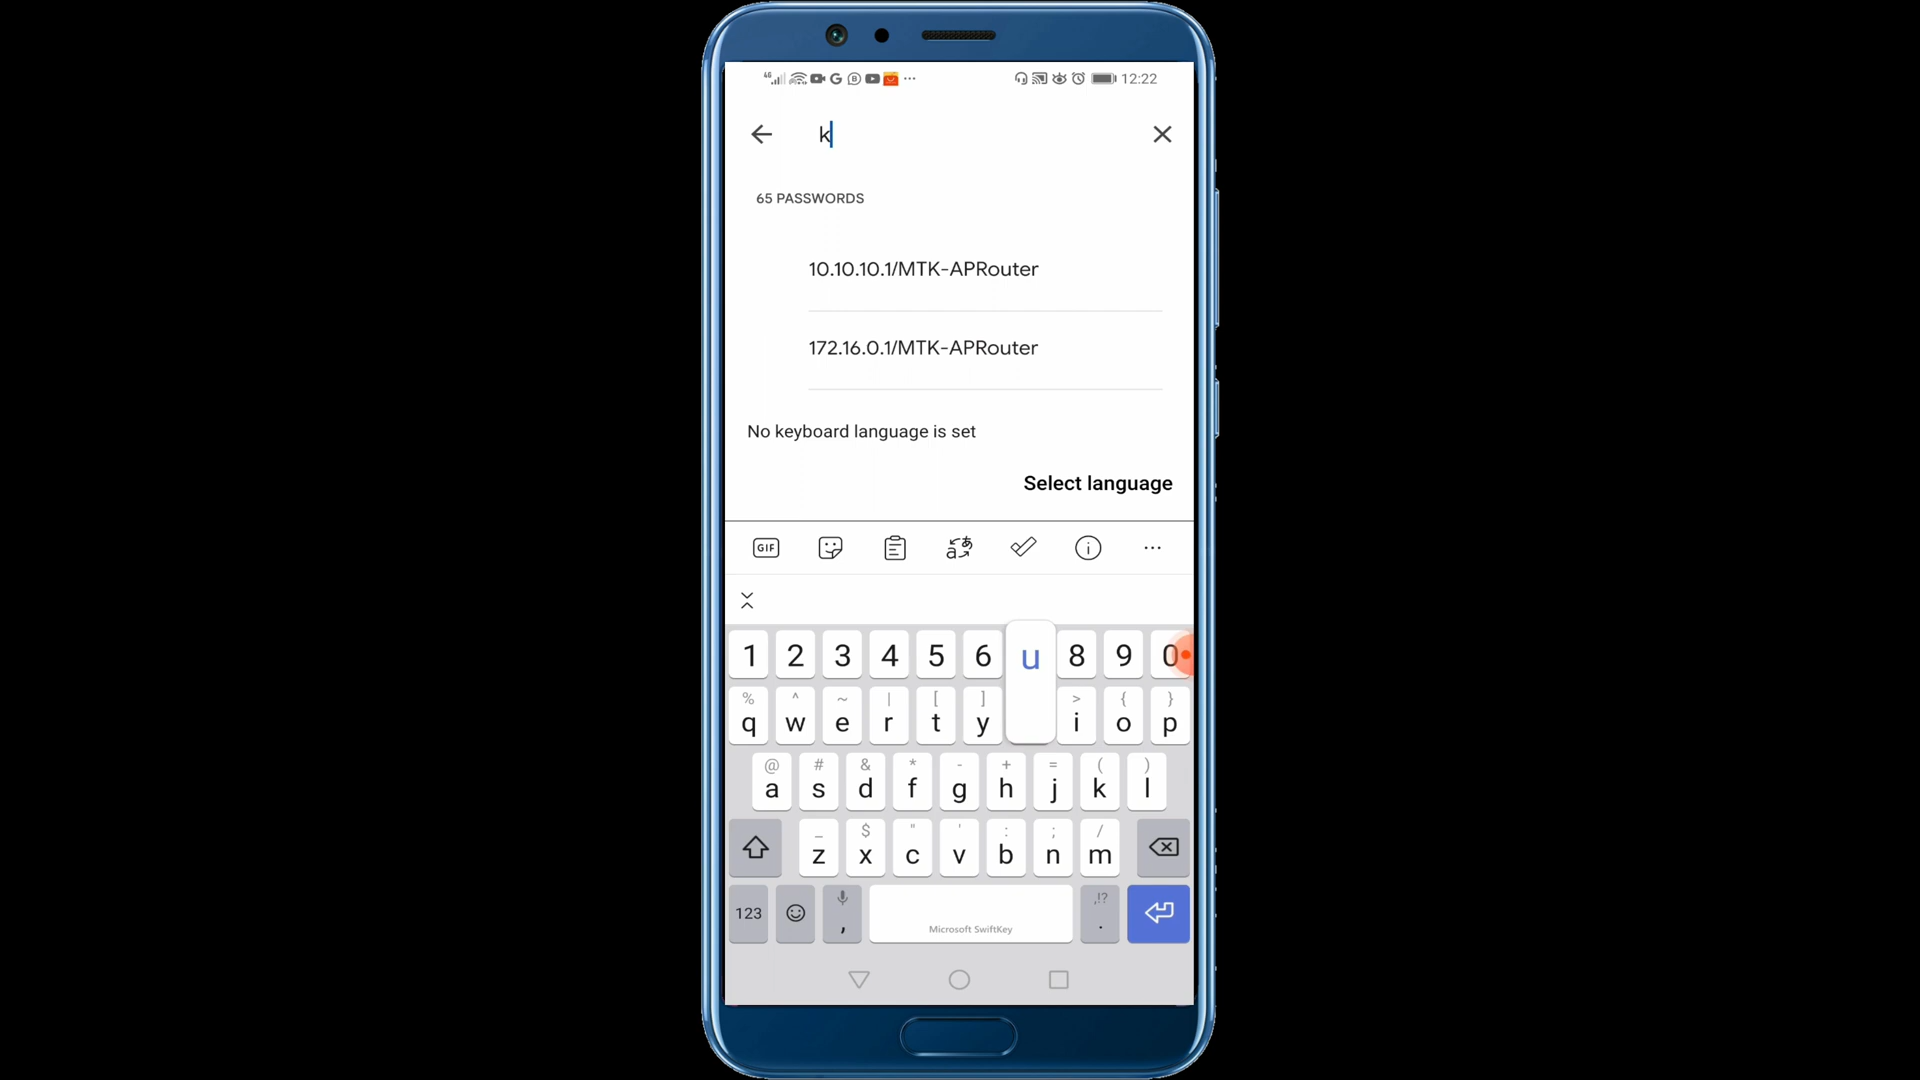 4G 12:22
k
65 PASSWORDS
10.10.10.1/MTK-APRouter
172.16.0.1/MTK-APRouter
No keyboard language is set
Select language
GIF
1 2 3 4 5 6 u 8 9 0
% ^ ~ | [ ] > { }
q w e r t y i o p
@ # & * - + = ( )
a s d f g h j k l
_ $ " ' : ; /
z x c v b n m
,!?
123 , Microsoft SwiftKey .